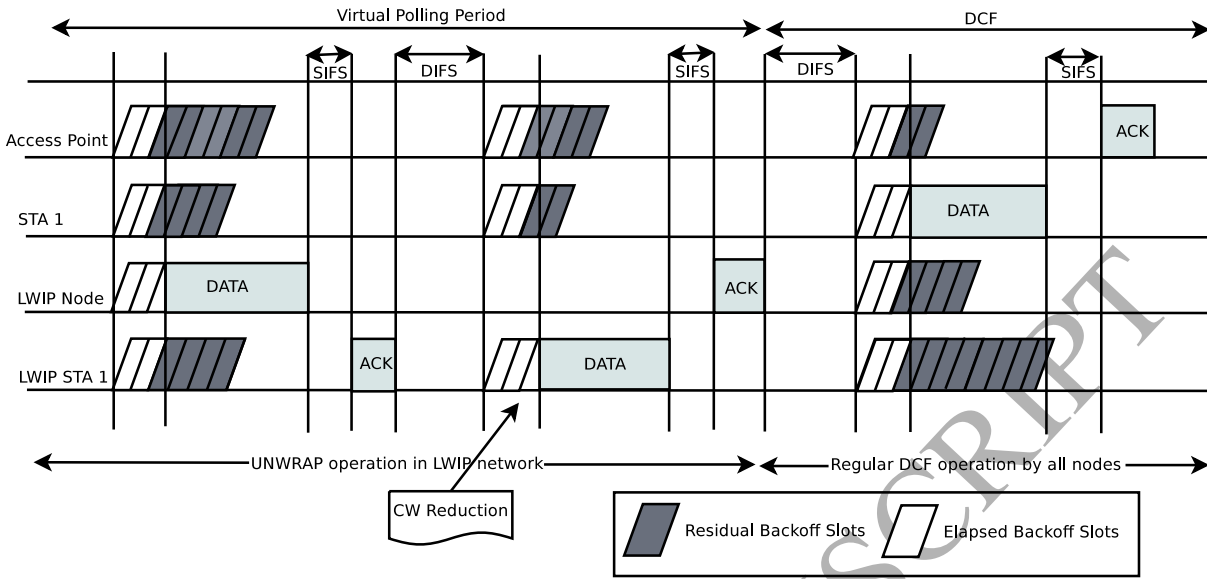 Virtual Polling Period
DCF
SIFS
DIFS
SIFS
DIFS
SIFS
Access Point
ACK
STA 1
DATA
LWIP Node
DATA
ACK
LWIP STA 1
ACK
DATA
UNWRAP operation in LWIP network
Regular DCF operation by all nodes
CW Reduction
Residual Backoff Slots
Elapsed Backoff Slots
SCRIPT